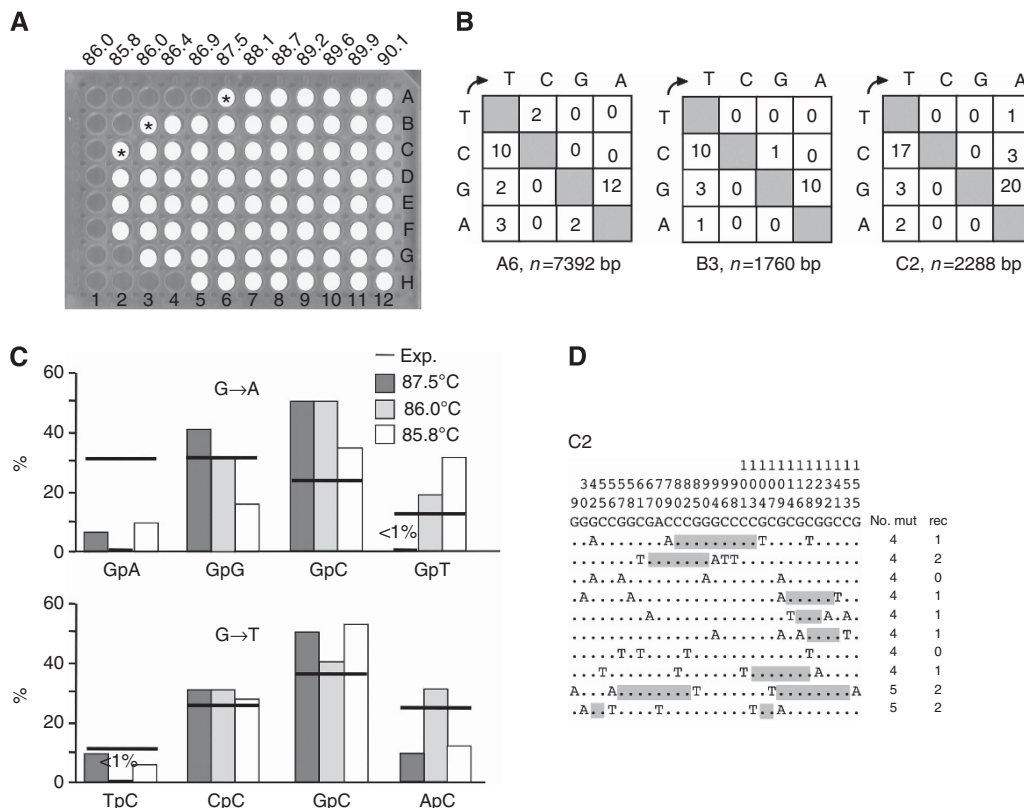 A
86.0 85.8 86.0 86.4 86.9 87.5 88.1 88.7 89.2 89.6 89.9 90.1
* A
* B
* C
D
E
F
G
H
1 2 3 4 5 6 7 8 9 10 11 12
B
T C G A
T 2 0 0
C 10 0 0
G 2 0 12
A 3 0 2
A6, n=7392 bp
T C G A
T 0 0 0
C 10 1 0
G 3 0 10
A 1 0 0
B3, n=1760 bp
T C G A
T 0 0 1
C 17 0 3
G 3 0 20
A 2 0 0
C2, n=2288 bp
C
G→A
Exp.
87.5°C
86.0°C
85.8°C
60
40
20
0
%
<1%
GpA GpG GpC GpT
G→T
60
40
20
0
%
<1%
TpC CpC GpC ApC
D
C2
GGGCCGGCGACCCGGGCCCCGCGCGCGGCCG No. mut rec
..A.......A.........T....T..... 4 1
.......T.......ATT............. 4 2
..A..A........A.......A........ 4 0
.A....A...............A.....T.. 4 1
........A..............T...A.A. 4 1
...............A......A.A....T. 4 1
.....T.T....T............T..... 4 0
...T.......T......T.......A.... 4 1
A...A........T.......T........A 5 2
.A..T....T.........T..A........ 5 2